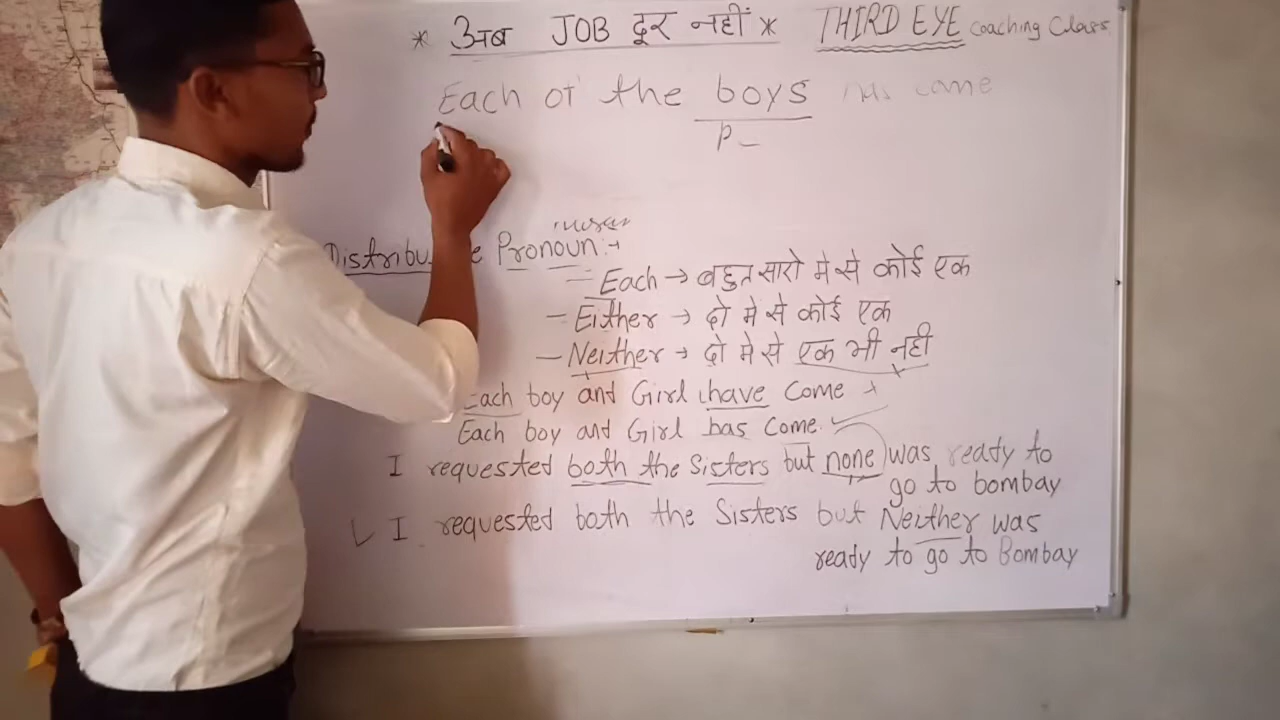 * अब JOB दूर नहीं * THIRD EYE Coaching Class.
Each of the boys has come
P
Pronoun:→
Each → बहुत सारो मे से कोई एक
- Either → दो मे से कोई एक
- Neither → दो मे से एक भी नही
Each boy and Girl have Come ×
Each boy and Girl has Come. ✓
I requested both the Sisters but none was ready to
go to bombay
✓ I requested both the Sisters but Neither was
ready to go to Bombay